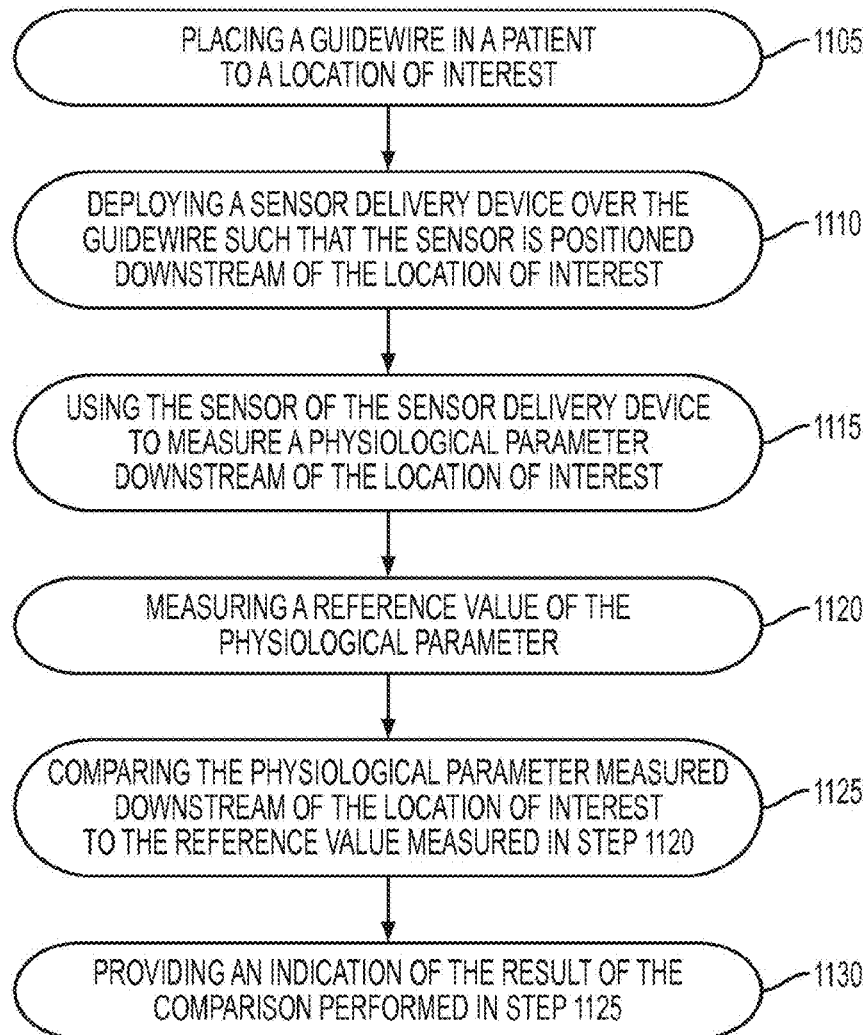 PLACING A GUIDEWIRE IN A PATIENT
TO A LOCATION OF INTEREST
1105
DEPLOYING A SENSOR DELIVERY DEVICE OVER THE
GUIDEWIRE SUCH THAT THE SENSOR IS POSITIONED
DOWNSTREAM OF THE LOCATION OF INTEREST
1110
USING THE SENSOR OF THE SENSOR DELIVERY DEVICE
TO MEASURE A PHYSIOLOGICAL PARAMETER
DOWNSTREAM OF THE LOCATION OF INTEREST
1115
MEASURING A REFERENCE VALUE OF THE
PHYSIOLOGICAL PARAMETER
1120
COMPARING THE PHYSIOLOGICAL PARAMETER MEASURED
DOWNSTREAM OF THE LOCATION OF INTEREST
TO THE REFERENCE VALUE MEASURED IN STEP 1120
1125
PROVIDING AN INDICATION OF THE RESULT OF THE
COMPARISON PERFORMED IN STEP 1125
1130